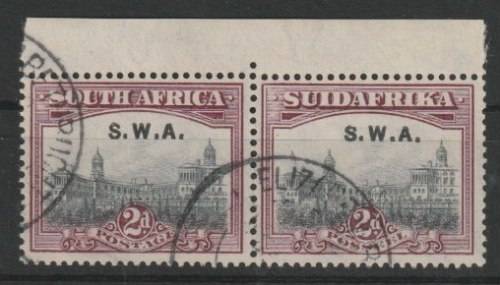 SOUTH AFRICA
SUIDAFRIKA
S.W.A.
S.W.A.
2d
2d
POSTAGE
POSSEEL